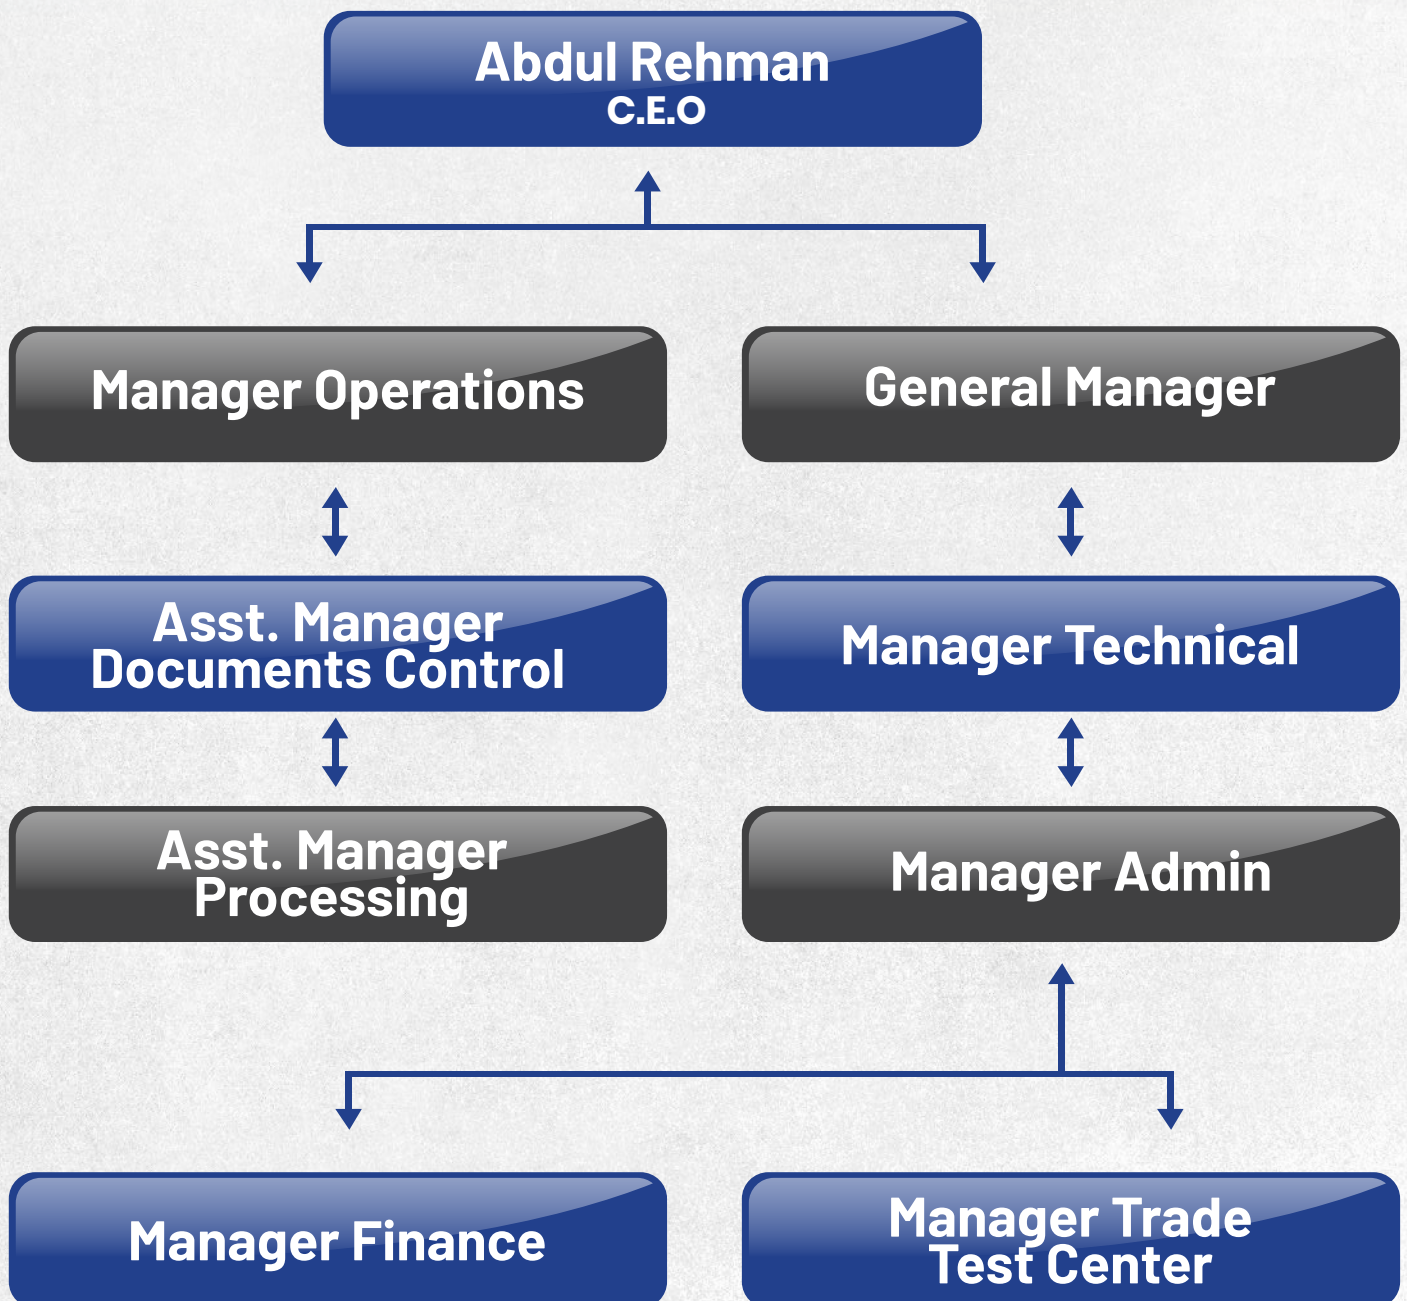 Abdul Rehman
C.E.O
Manager Operations
General Manager
Asst. Manager
Documents Control
Manager Technical
Asst. Manager
Processing
Manager Admin
Manager Finance
Manager Trade
Test Center